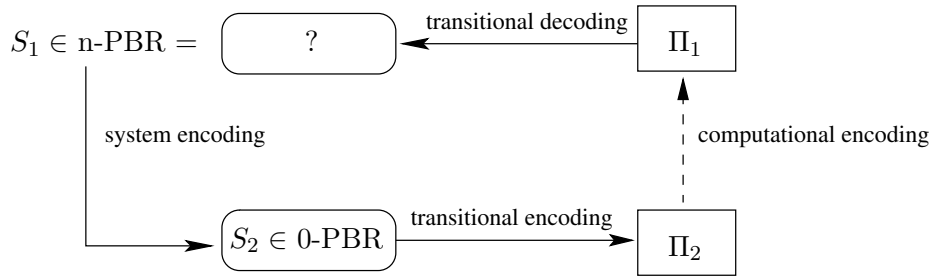 transitional decoding
S₁ ∈ n-PBR = ? Π₁
system encoding computational encoding
transitional encoding
S₂ ∈ 0-PBR Π₂